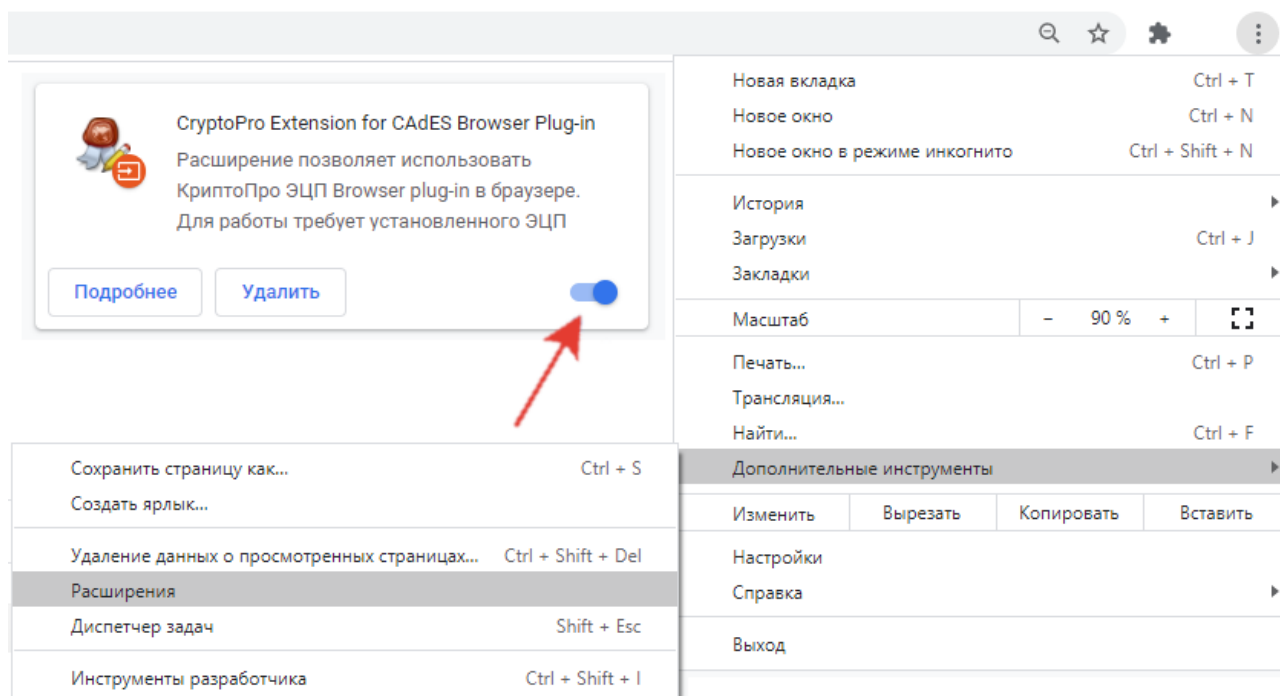 CryptoPro Extension for CAdES Browser Plug-in
Расширение позволяет использовать
КриптоПро ЭЦП Browser plug-in в браузере.
Для работы требует установленного ЭЦП
Подробнее Удалить
Новая вкладка Ctrl + T
Новое окно Ctrl + N
Новое окно в режиме инкогнито Ctrl + Shift + N
История
Загрузки Ctrl + J
Закладки
Масштаб − 90 % +
Печать... Ctrl + P
Трансляция...
Найти... Ctrl + F
Дополнительные инструменты
Изменить Вырезать Копировать Вставить
Настройки
Справка
Выход
Сохранить страницу как... Ctrl + S
Создать ярлык...
Удаление данных о просмотренных страницах... Ctrl + Shift + Del
Расширения
Диспетчер задач Shift + Esc
Инструменты разработчика Ctrl + Shift + I